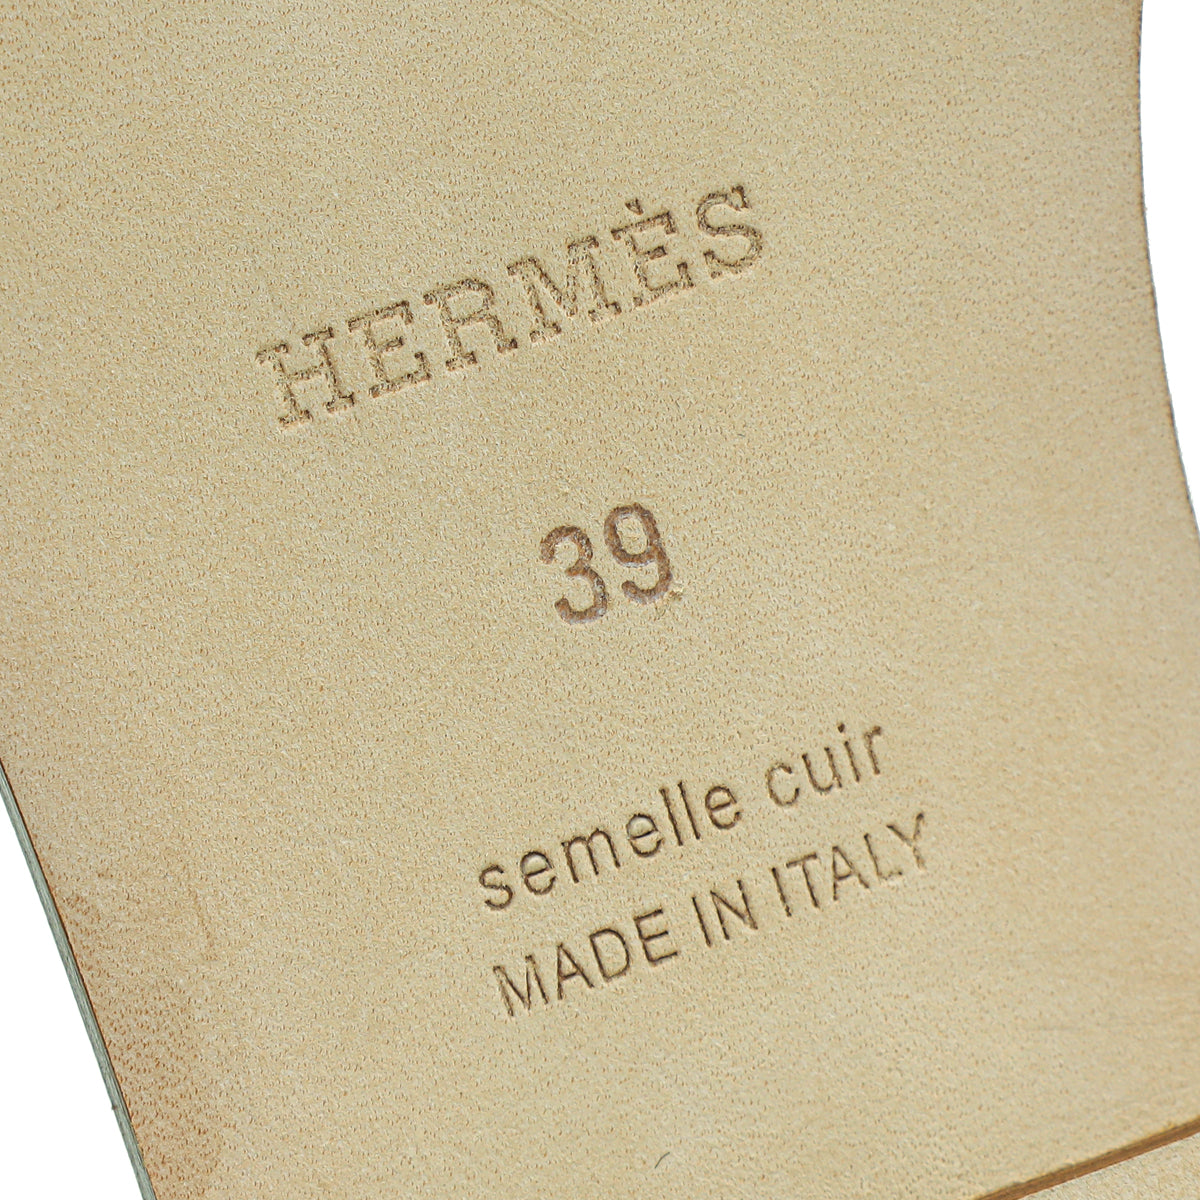 HERMÈS
39
semelle cuir
MADE IN ITALY